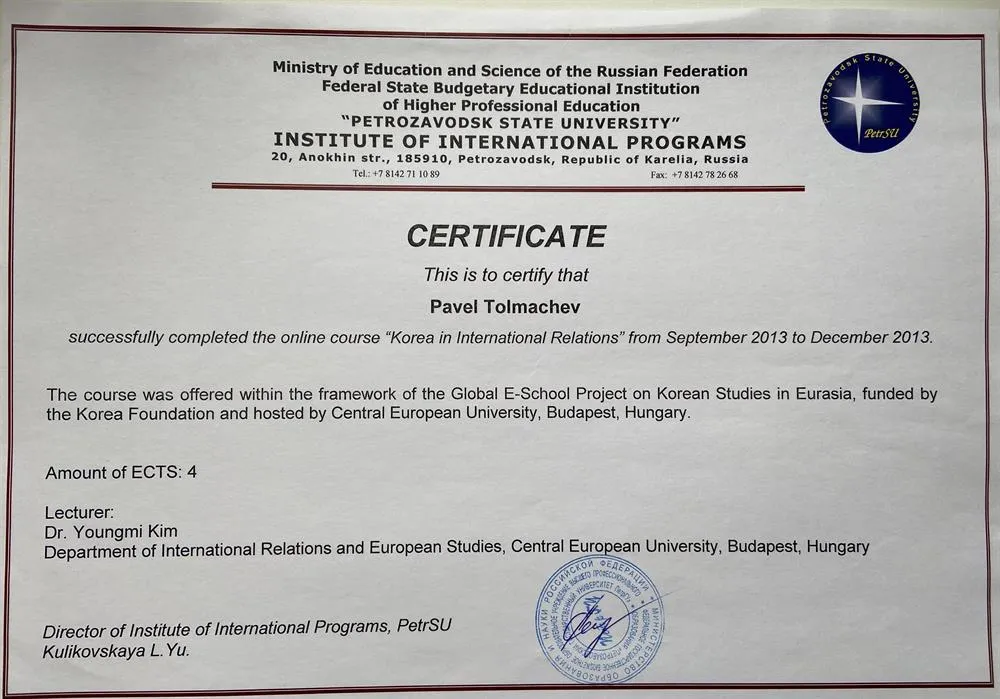 Ministry of Education and Science of the Russian Federation
Federal State Budgetary Educational Institution
of Higher Professional Education
“PETROZAVODSK STATE UNIVERSITY”
INSTITUTE OF INTERNATIONAL PROGRAMS
20, Anokhin str., 185910, Petrozavodsk, Republic of Karelia, Russia
Tel.: +7 8142 71 10 89 Fax: +7 8142 78 26 68
Petrozavodsk State University
PetrSU
CERTIFICATE
This is to certify that
Pavel Tolmachev
successfully completed the online course “Korea in International Relations” from September 2013 to December 2013.
The course was offered within the framework of the Global E-School Project on Korean Studies in Eurasia, funded by
the Korea Foundation and hosted by Central European University, Budapest, Hungary.
Amount of ECTS: 4
Lecturer:
Dr. Youngmi Kim
Department of International Relations and European Studies, Central European University, Budapest, Hungary
Director of Institute of International Programs, PetrSU
Kulikovskaya L.Yu.
МИНИСТЕРСТВО ОБРАЗОВАНИЯ И НАУКИ РОССИЙСКОЙ ФЕДЕРАЦИИ